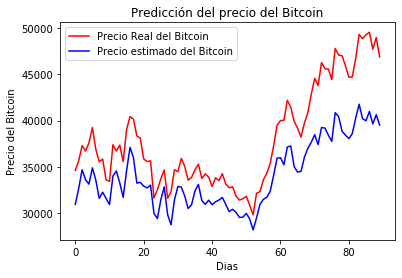 Predicción del precio del Bitcoin
Precio Real del Bitcoin
Precio estimado del Bitcoin
Precio del Bitcoin
50000
45000
40000
35000
30000
0
20
40
60
80
Dias